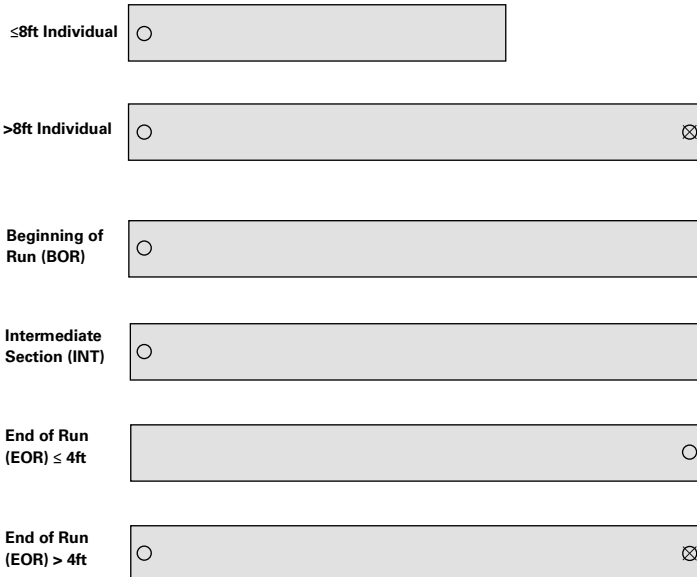 ≤8ft Individual
>8ft Individual
Beginning of
Run (BOR)
Intermediate
Section (INT)
End of Run
(EOR) ≤ 4ft
End of Run
(EOR) > 4ft